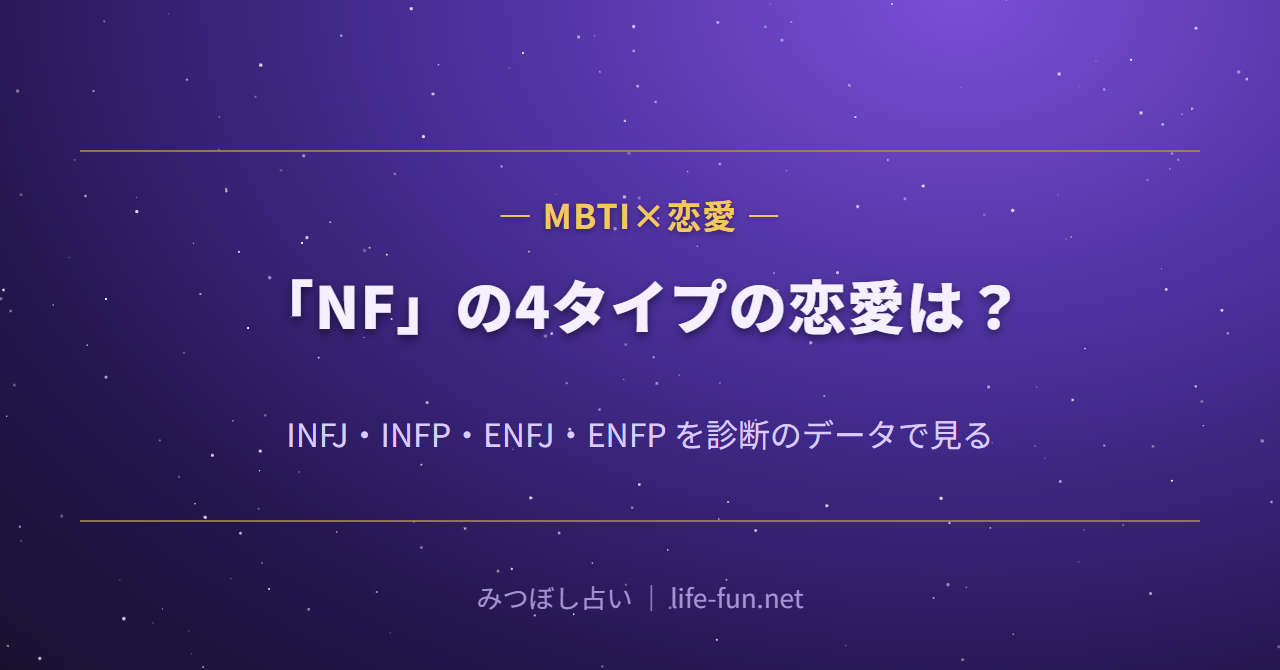 — MBTI×恋愛 —
「NF」の4タイプの恋愛は？
INFJ・INFP・ENFJ・ENFP を診断のデータで見る
みつぼし占い ｜ life-fun.net